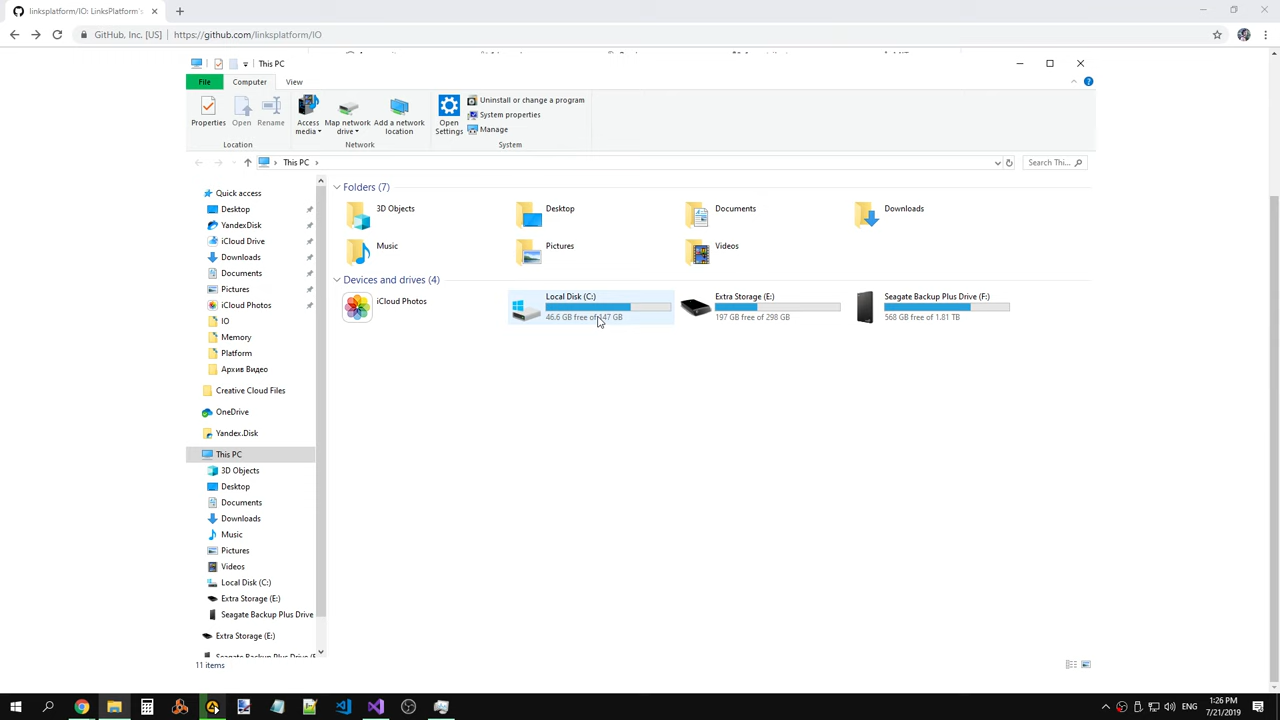 linksplatform/IO: LinksPlatform's
GitHub, Inc. [US] https://github.com/linksplatform/IO
This PC
File Computer View
Properties Open Rename
Access media Map network drive Add a network location
Open Settings
Uninstall or change a program
System properties
Manage
Location Network System
This PC
Search Thi...
Quick access
Desktop
YandexDisk
iCloud Drive
Downloads
Documents
Pictures
iCloud Photos
IO
Memory
Platform
Архив Видео
Creative Cloud Files
OneDrive
Yandex.Disk
This PC
3D Objects
Desktop
Documents
Downloads
Music
Pictures
Videos
Local Disk (C:)
Extra Storage (E:)
Seagate Backup Plus Drive
Extra Storage (E:)
Seagate Backup Plus Drive (F
Folders (7)
3D Objects
Desktop
Documents
Downloads
Music
Pictures
Videos
Devices and drives (4)
iCloud Photos
Local Disk (C:)
46.6 GB free of 147 GB
Extra Storage (E:)
197 GB free of 298 GB
Seagate Backup Plus Drive (F:)
568 GB free of 1.81 TB
11 items
ENG
1:26 PM
7/21/2019